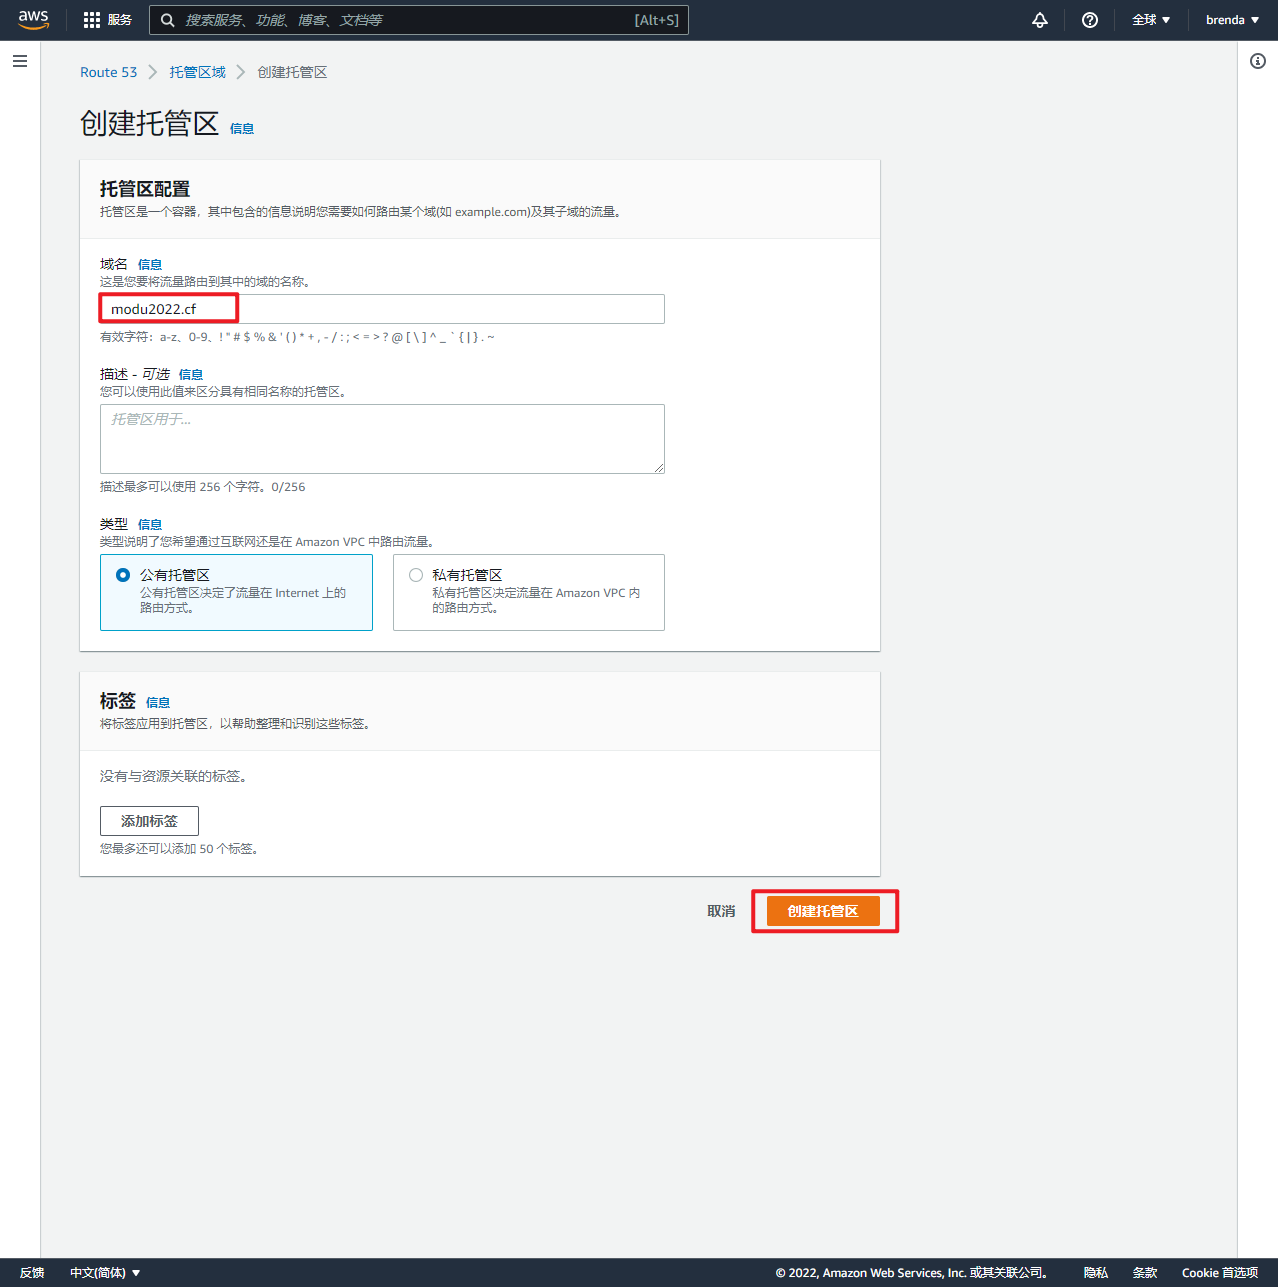 aws 服务 搜索服务、功能、博客、文档等 [Alt+S] 全球 brenda
Route 53 托管区域 创建托管区
创建托管区 信息
托管区配置
托管区是一个容器，其中包含的信息说明您需要如何路由某个域(如 example.com)及其子域的流量。
域名 信息
这是您要将流量路由到其中的域的名称。
modu2022.cf
有效字符：a-z、0-9、! " # $ % & ' ( ) * + , - / : ; < = > ? @ [ \ ] ^ _ ` { | } . ~
描述 - 可选 信息
您可以使用此值来区分具有相同名称的托管区。
托管区用于...
描述最多可以使用 256 个字符。0/256
类型 信息
类型说明了您希望通过互联网还是在 Amazon VPC 中路由流量。
公有托管区
公有托管区决定了流量在 Internet 上的
路由方式。
私有托管区
私有托管区决定流量在 Amazon VPC 内
的路由方式。
标签 信息
将标签应用到托管区，以帮助整理和识别这些标签。
没有与资源关联的标签。
添加标签
您最多还可以添加 50 个标签。
取消 创建托管区
反馈 中文(简体) © 2022, Amazon Web Services, Inc. 或其关联公司。 隐私 条款 Cookie 首选项